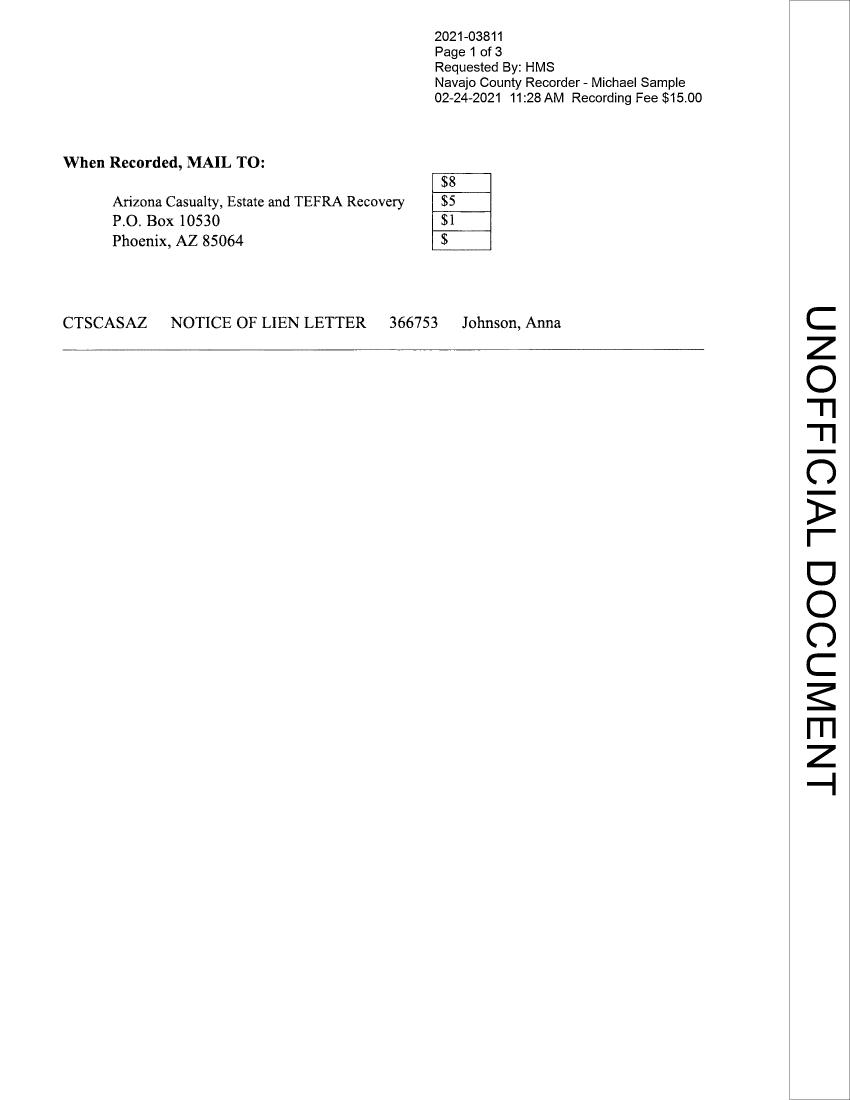 2021-03811
Page 1 of 3
Requested By: HMS
Navajo County Recorder - Michael Sample
02-24-2021 11:28 AM Recording Fee $15.00
When Recorded, MAIL TO:
Arizona Casualty, Estate and TEFRA Recovery
P.O. Box 10530
Phoenix, AZ 85064
$8
$5
$1
$
CTSCASAZ NOTICE OF LIEN LETTER 366753 Johnson, Anna
UNOFFICIAL DOCUMENT